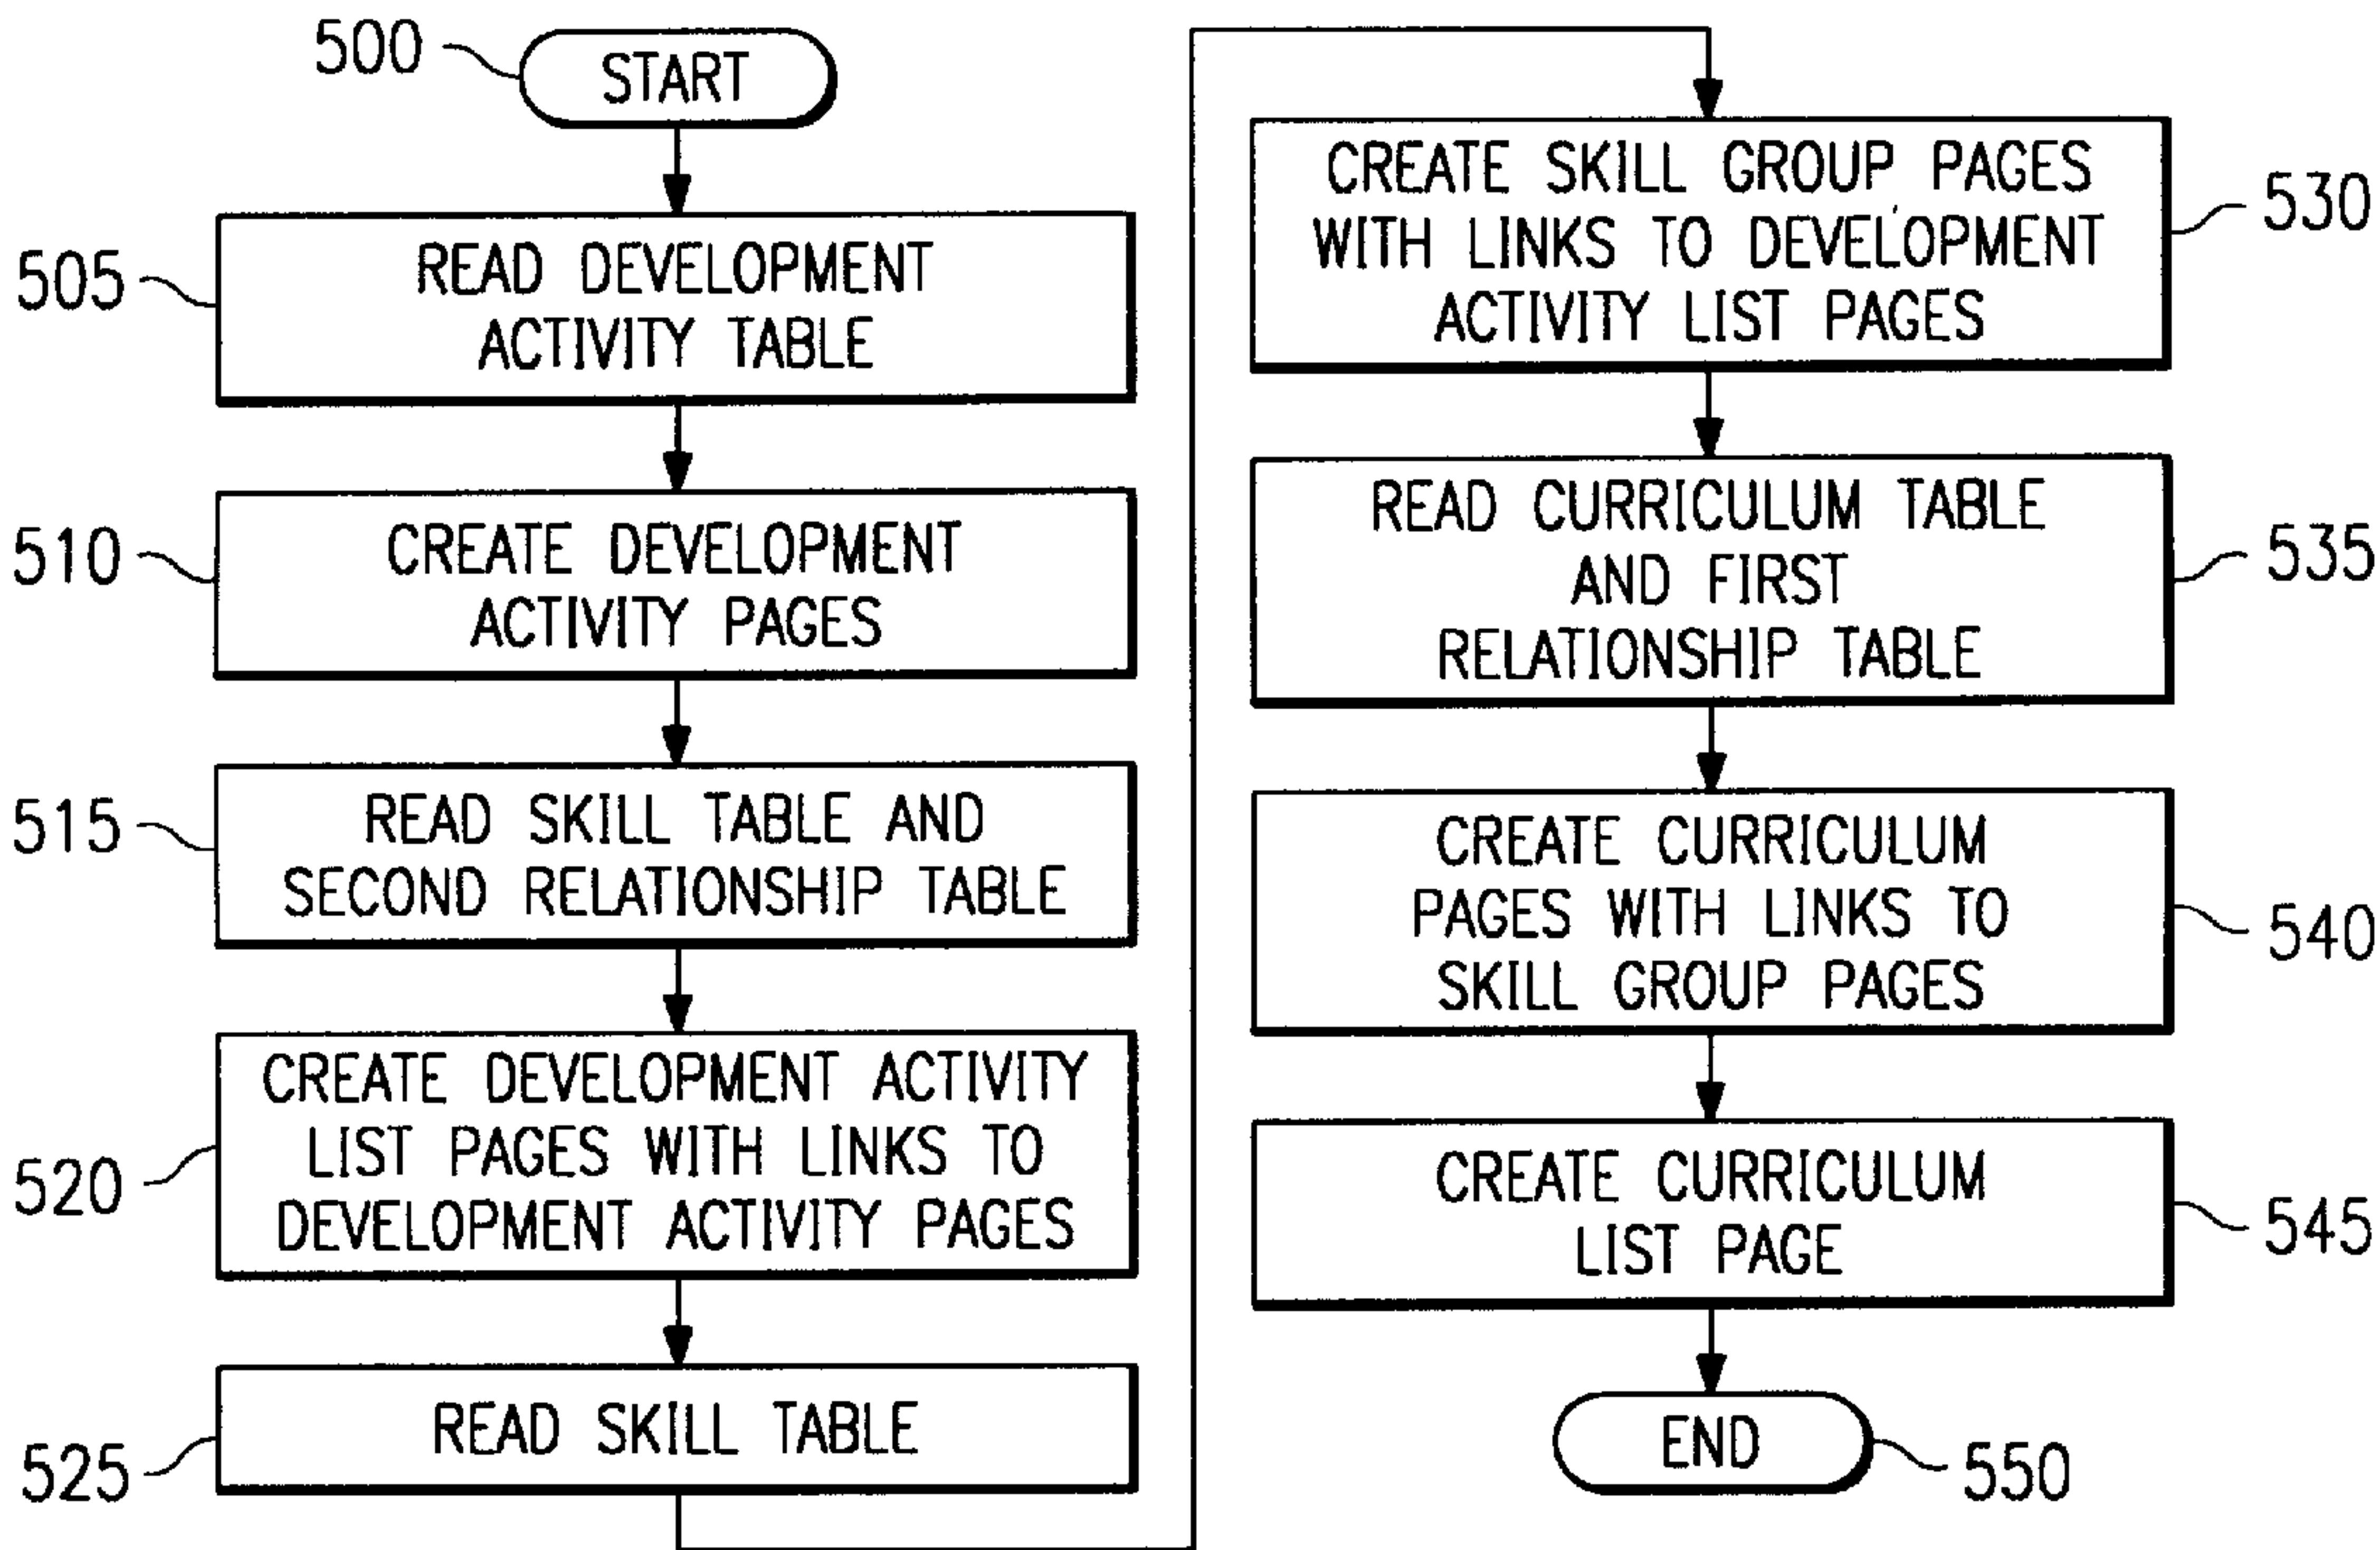 500
START
505
READ DEVELOPMENT
ACTIVITY TABLE
510
CREATE DEVELOPMENT
ACTIVITY PAGES
515
READ SKILL TABLE AND
SECOND RELATIONSHIP TABLE
520
CREATE DEVELOPMENT ACTIVITY
LIST PAGES WITH LINKS TO
DEVELOPMENT ACTIVITY PAGES
525
READ SKILL TABLE
CREATE SKILL GROUP PAGES
WITH LINKS TO DEVELOPMENT
ACTIVITY LIST PAGES
530
READ CURRICULUM TABLE
AND FIRST
RELATIONSHIP TABLE
535
CREATE CURRICULUM
PAGES WITH LINKS TO
SKILL GROUP PAGES
540
CREATE CURRICULUM
LIST PAGE
545
END
550